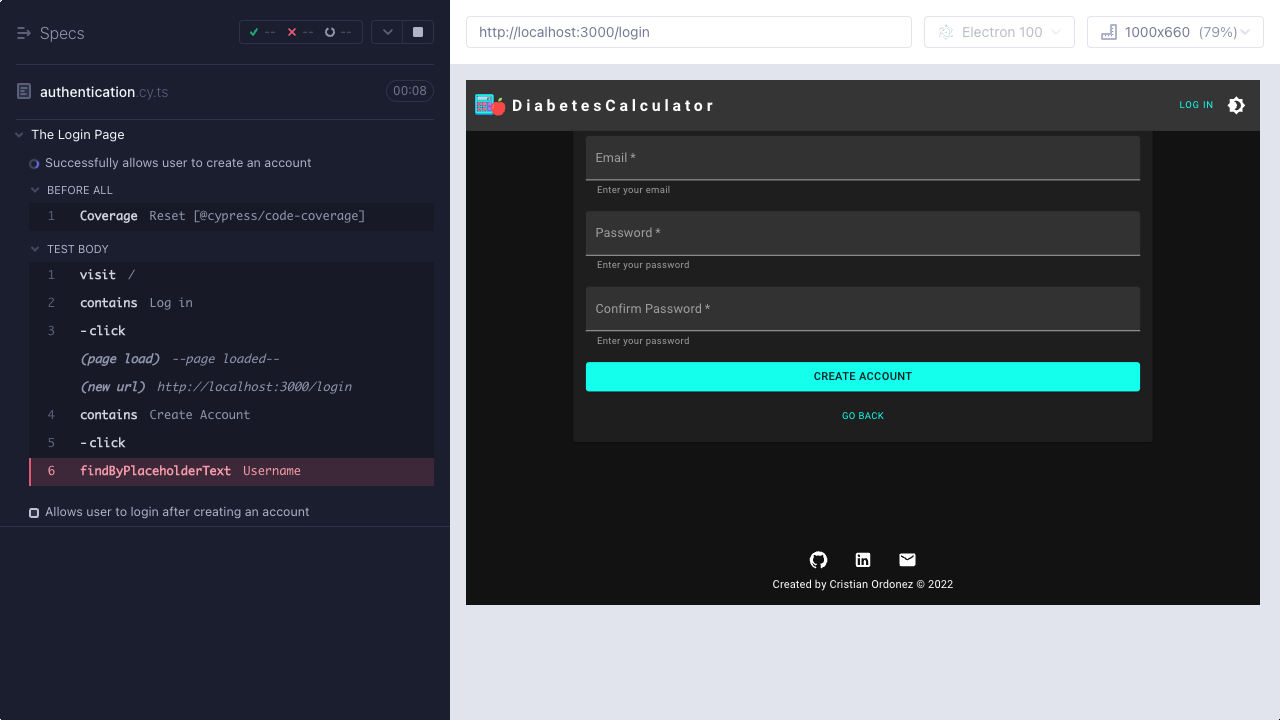 Specs
-- -- --
authentication.cy.ts 00:08
The Login Page
Successfully allows user to create an account
BEFORE ALL
1 Coverage Reset [@cypress/code-coverage]
TEST BODY
1 visit /
2 contains Log in
3 -click
(page load) --page loaded--
(new url) http://localhost:3000/login
4 contains Create Account
5 -click
6 findByPlaceholderText Username
Allows user to login after creating an account
http://localhost:3000/login
Electron 100
1000x660 (79%)
DiabetesCalculator
LOG IN
Email *
Enter your email
Password *
Enter your password
Confirm Password *
Enter your password
CREATE ACCOUNT
GO BACK
Created by Cristian Ordonez © 2022